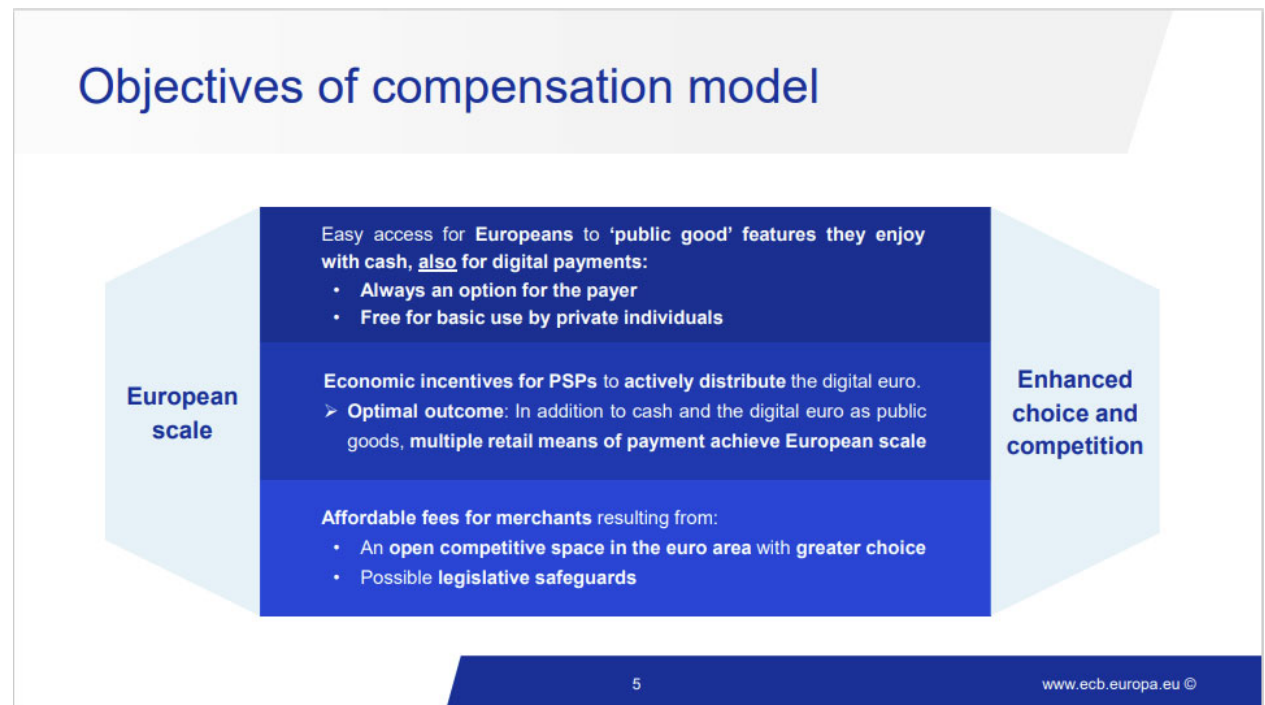 Objectives of compensation model
Easy access for Europeans to ‘public good’ features they enjoy
with cash, also for digital payments:
• Always an option for the payer
• Free for basic use by private individuals
European
scale
Economic incentives for PSPs to actively distribute the digital euro.
➢ Optimal outcome: In addition to cash and the digital euro as public
goods, multiple retail means of payment achieve European scale
Enhanced
choice and
competition
Affordable fees for merchants resulting from:
• An open competitive space in the euro area with greater choice
• Possible legislative safeguards
5
www.ecb.europa.eu ©